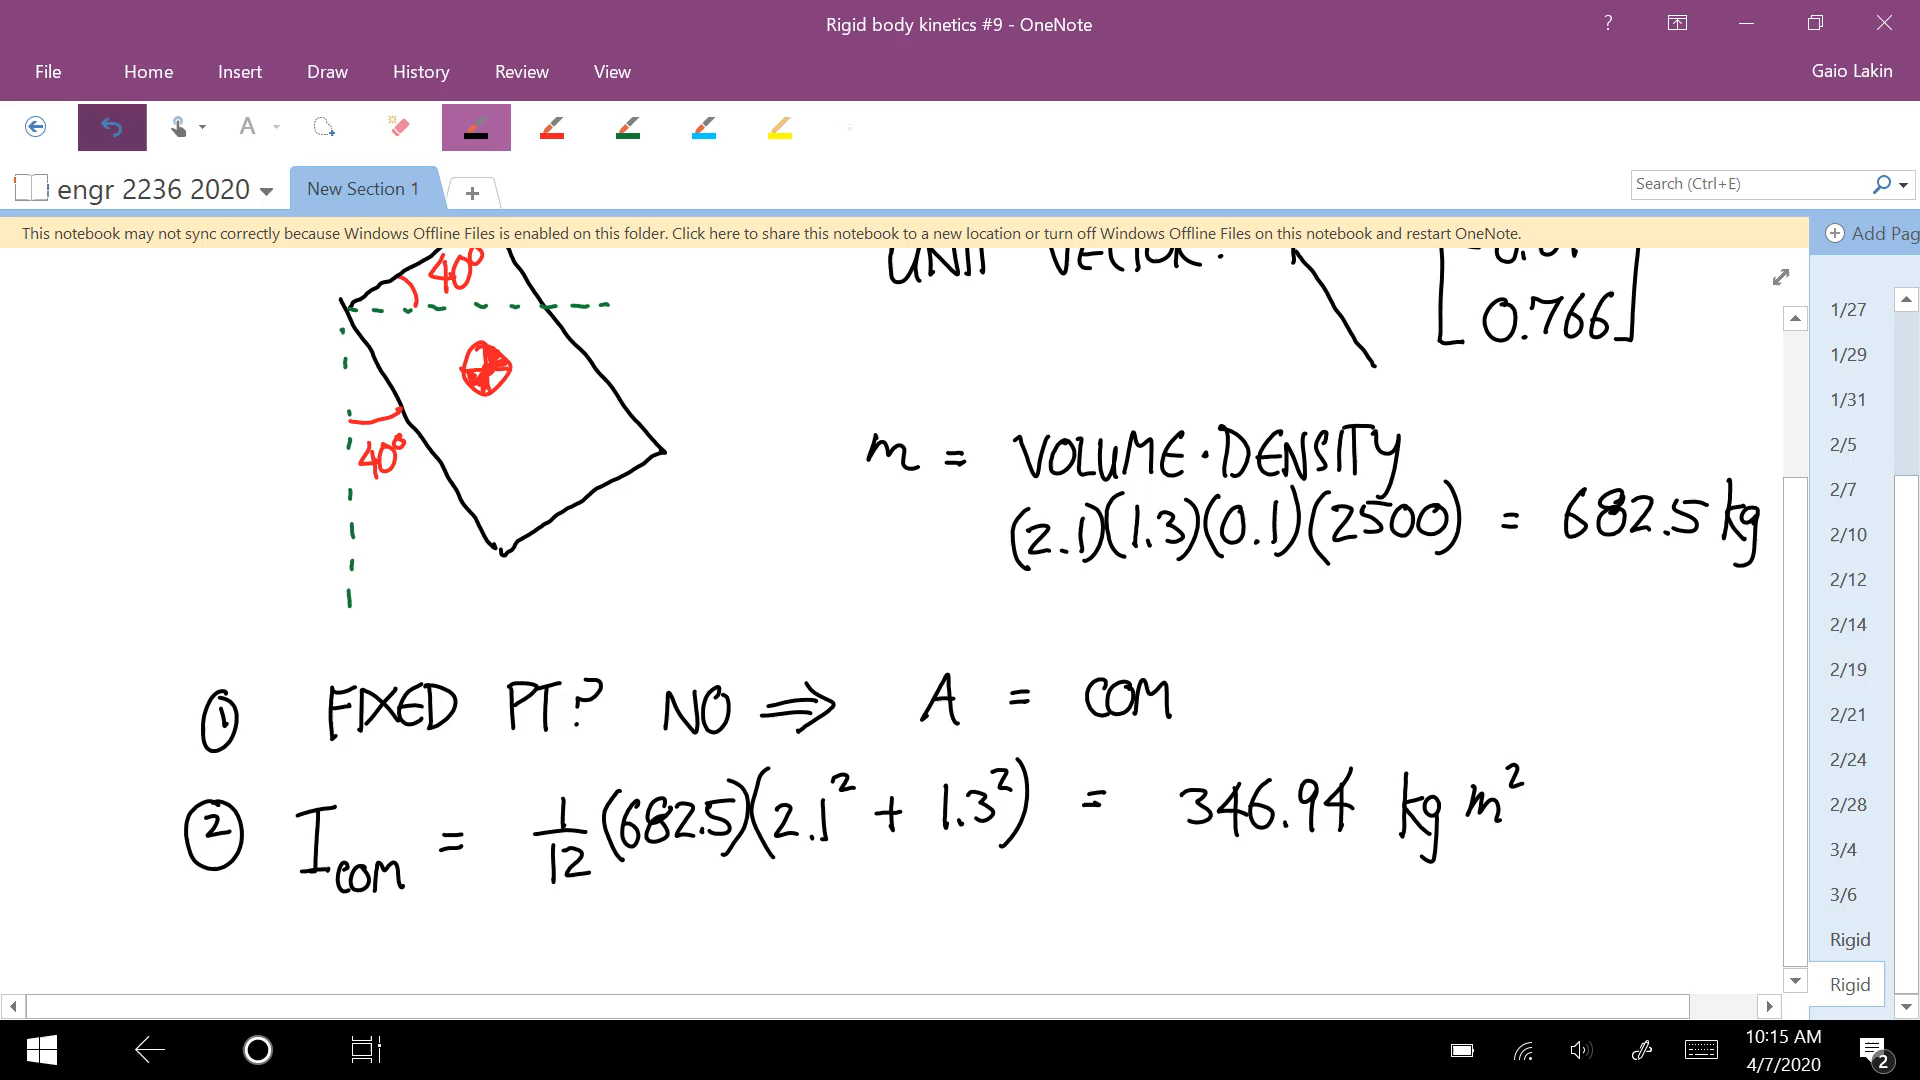 Rigid body kinetics #9 - OneNote
?
File Home Insert Draw History Review View
Gaio Lakin
A
engr 2236 2020
New Section 1
+
Search (Ctrl+E)
This notebook may not sync correctly because Windows Offline Files is enabled on this folder. Click here to share this notebook to a new location or turn off Windows Offline Files on this notebook and restart OneNote.
Add Pag
40°
UNIT VECTOR:
0.766
40°
m = VOLUME · DENSITY
(2.1)(1.3)(0.1)(2500) = 682.5 kg
① FIXED PT? NO ⇒ A = COM
② I_COM = 1/12 (682.5)(2.1² + 1.3²) = 346.94 kg m²
1/27
1/29
1/31
2/5
2/7
2/10
2/12
2/14
2/19
2/21
2/24
2/28
3/4
3/6
Rigid
Rigid
10:15 AM
4/7/2020
2